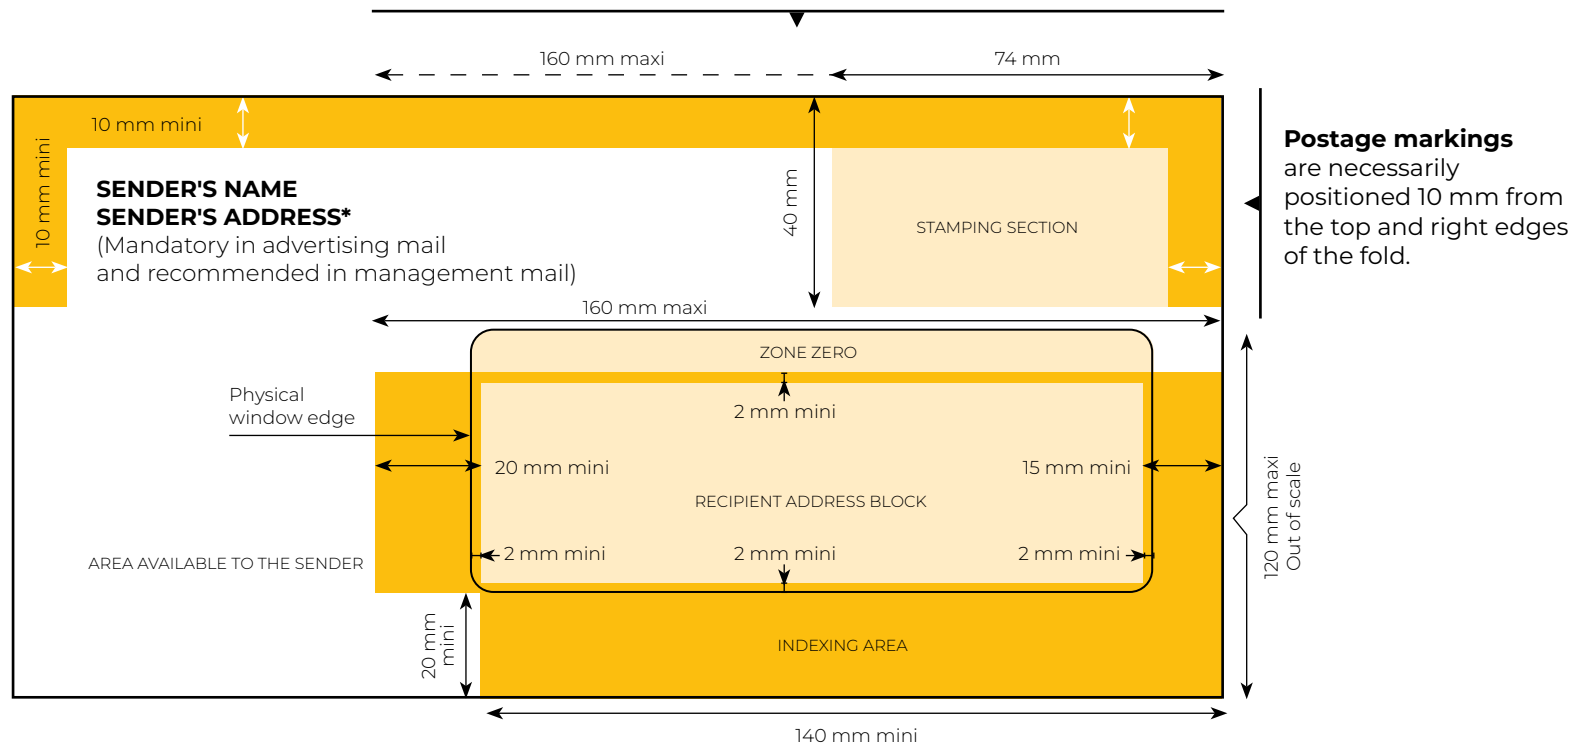 160 mm maxi
74 mm
10 mm mini
10 mm mini
SENDER'S NAME
SENDER'S ADDRESS*
(Mandatory in advertising mail
and recommended in management mail)
40 mm
STAMPING SECTION
Postage markings
are necessarily
positioned 10 mm from
the top and right edges
of the fold.
160 mm maxi
ZONE ZERO
Physical
window edge
2 mm mini
20 mm mini
15 mm mini
RECIPIENT ADDRESS BLOCK
2 mm mini
2 mm mini
2 mm mini
AREA AVAILABLE TO THE SENDER
120 mm maxi
Out of scale
20 mm
mini
INDEXING AREA
140 mm mini